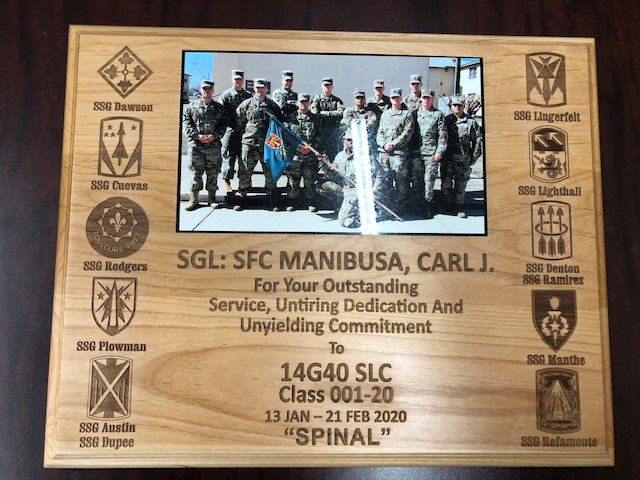 SSG Dawson
SSG Cuevas
SSG Rodgers
SSG Plowman
SSG Austin
SSG Dupee
SGL: SFC MANIBUSA, CARL J.
For Your Outstanding
Service, Untiring Dedication And
Unyielding Commitment
To
14G40 SLC
Class 001-20
13 JAN – 21 FEB 2020
“SPINAL”
SSG Lingerfelt
SSG Lighthall
SSG Denton
SSG Ramirez
SSG Manthe
SSG Refamonte